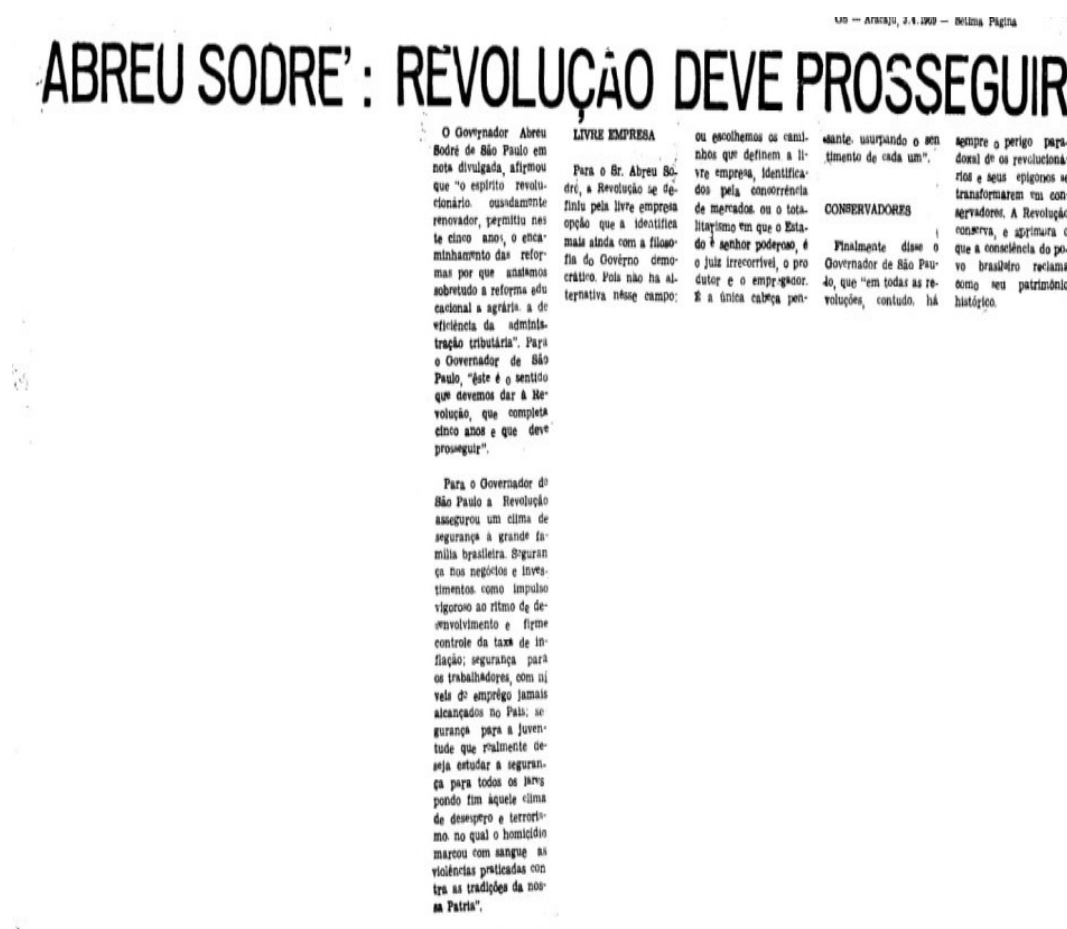 GS — Aracaju, 3.4.1969 — Sétima Página
ABREU SODRE' : REVOLUÇÃO DEVE PROSSEGUIR
O Governador Abreu
Sodré de São Paulo em
nota divulgada, afirmou
que "o espírito revolu-
cionário, ousadamente
renovador, permitiu nes
te cinco anos, o enca-
minhamento das refor-
mas por que ansiamos
sobretudo a reforma edu
cacional a agrária, a de
eficiência da adminis-
tração tributária". Para
o Governador de São
Paulo, "êste é o sentido
que devemos dar à Re-
volução, que completa
cinco anos e que deve
prosseguir".
Para o Governador de
São Paulo a Revolução
assegurou um clima de
segurança à grande fa-
mília brasileira. Seguran
ça nos negócios e inves-
timentos como impulso
vigoroso ao ritmo de de-
senvolvimento e firme
controle da taxa de in-
flação; segurança para
os trabalhadores, com ní
veis de emprêgo jamais
alcançados no País; se
gurança para a juven-
tude que realmente de-
seja estudar a seguran-
ça para todos os lares
pondo fim àquele clima
de desespero e terroris-
mo, no qual o homicídio
marcou com sangue as
violências praticadas con
tra as tradições da nos-
sa Patria".
LIVRE EMPRESA
Para o Sr. Abreu So-
dré, a Revolução se de-
finiu pela livre empresa
opção que a identifica
mais ainda com a filoso-
fia do Govêrno demo-
crático. Pois não ha al-
ternativa nêsse campo:
ou escolhemos os cami-
nhos que definem a li-
vre empresa, identifica-
dos pela concorrência
de mercados, ou o tota-
litarismo em que o Esta-
do é senhor poderoso, é
o juiz irrecorrível, o pro
dutor e o empregador.
É a única cabeça pen-
sante, usurpando o sen
timento de cada um".
CONSERVADORES
Finalmente disse o
Governador de São Pau-
lo, que "em todas as re-
voluções, contudo, há
sempre o perigo para-
doxal de os revolucioná-
rios e seus epígonos se
transformarem em con-
servadores. A Revolução
conserva, e aprimora o
que a consciência do po-
vo brasileiro reclama
como seu patrimônio
histórico.